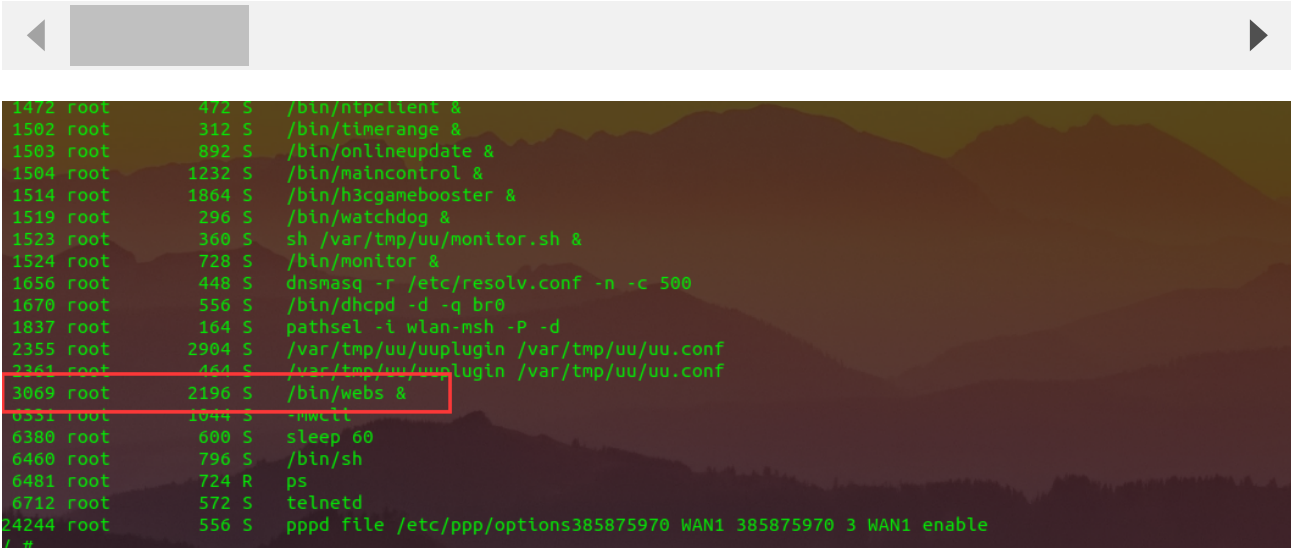 1472 root 472 S /bin/ntpclient &
1502 root 312 S /bin/timerange &
1503 root 892 S /bin/onlineupdate &
1504 root 1232 S /bin/maincontrol &
1514 root 1864 S /bin/h3cgamebooster &
1519 root 296 S /bin/watchdog &
1523 root 360 S sh /var/tmp/uu/monitor.sh &
1524 root 728 S /bin/monitor &
1656 root 448 S dnsmasq -r /etc/resolv.conf -n -c 500
1670 root 556 S /bin/dhcpd -d -q br0
1837 root 164 S pathsel -i wlan-msh -P -d
2355 root 2904 S /var/tmp/uu/uuplugin /var/tmp/uu/uu.conf
2361 root 464 S /var/tmp/uu/uuplugin /var/tmp/uu/uu.conf
3069 root 2196 S /bin/webs &
6331 root 1044 S -mwcli
6380 root 600 S sleep 60
6460 root 796 S /bin/sh
6481 root 724 R ps
6712 root 572 S telnetd
24244 root 556 S pppd file /etc/ppp/options385875970 WAN1 385875970 3 WAN1 enable
/ #